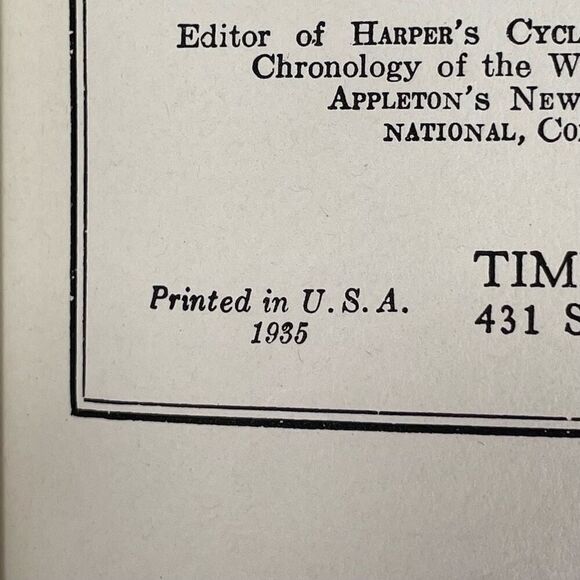 Editor of HARPER'S CYCL
Chronology of the W
APPLETON'S NEW
NATIONAL, CO
TIM
Printed in U. S. A.
431 S
1935